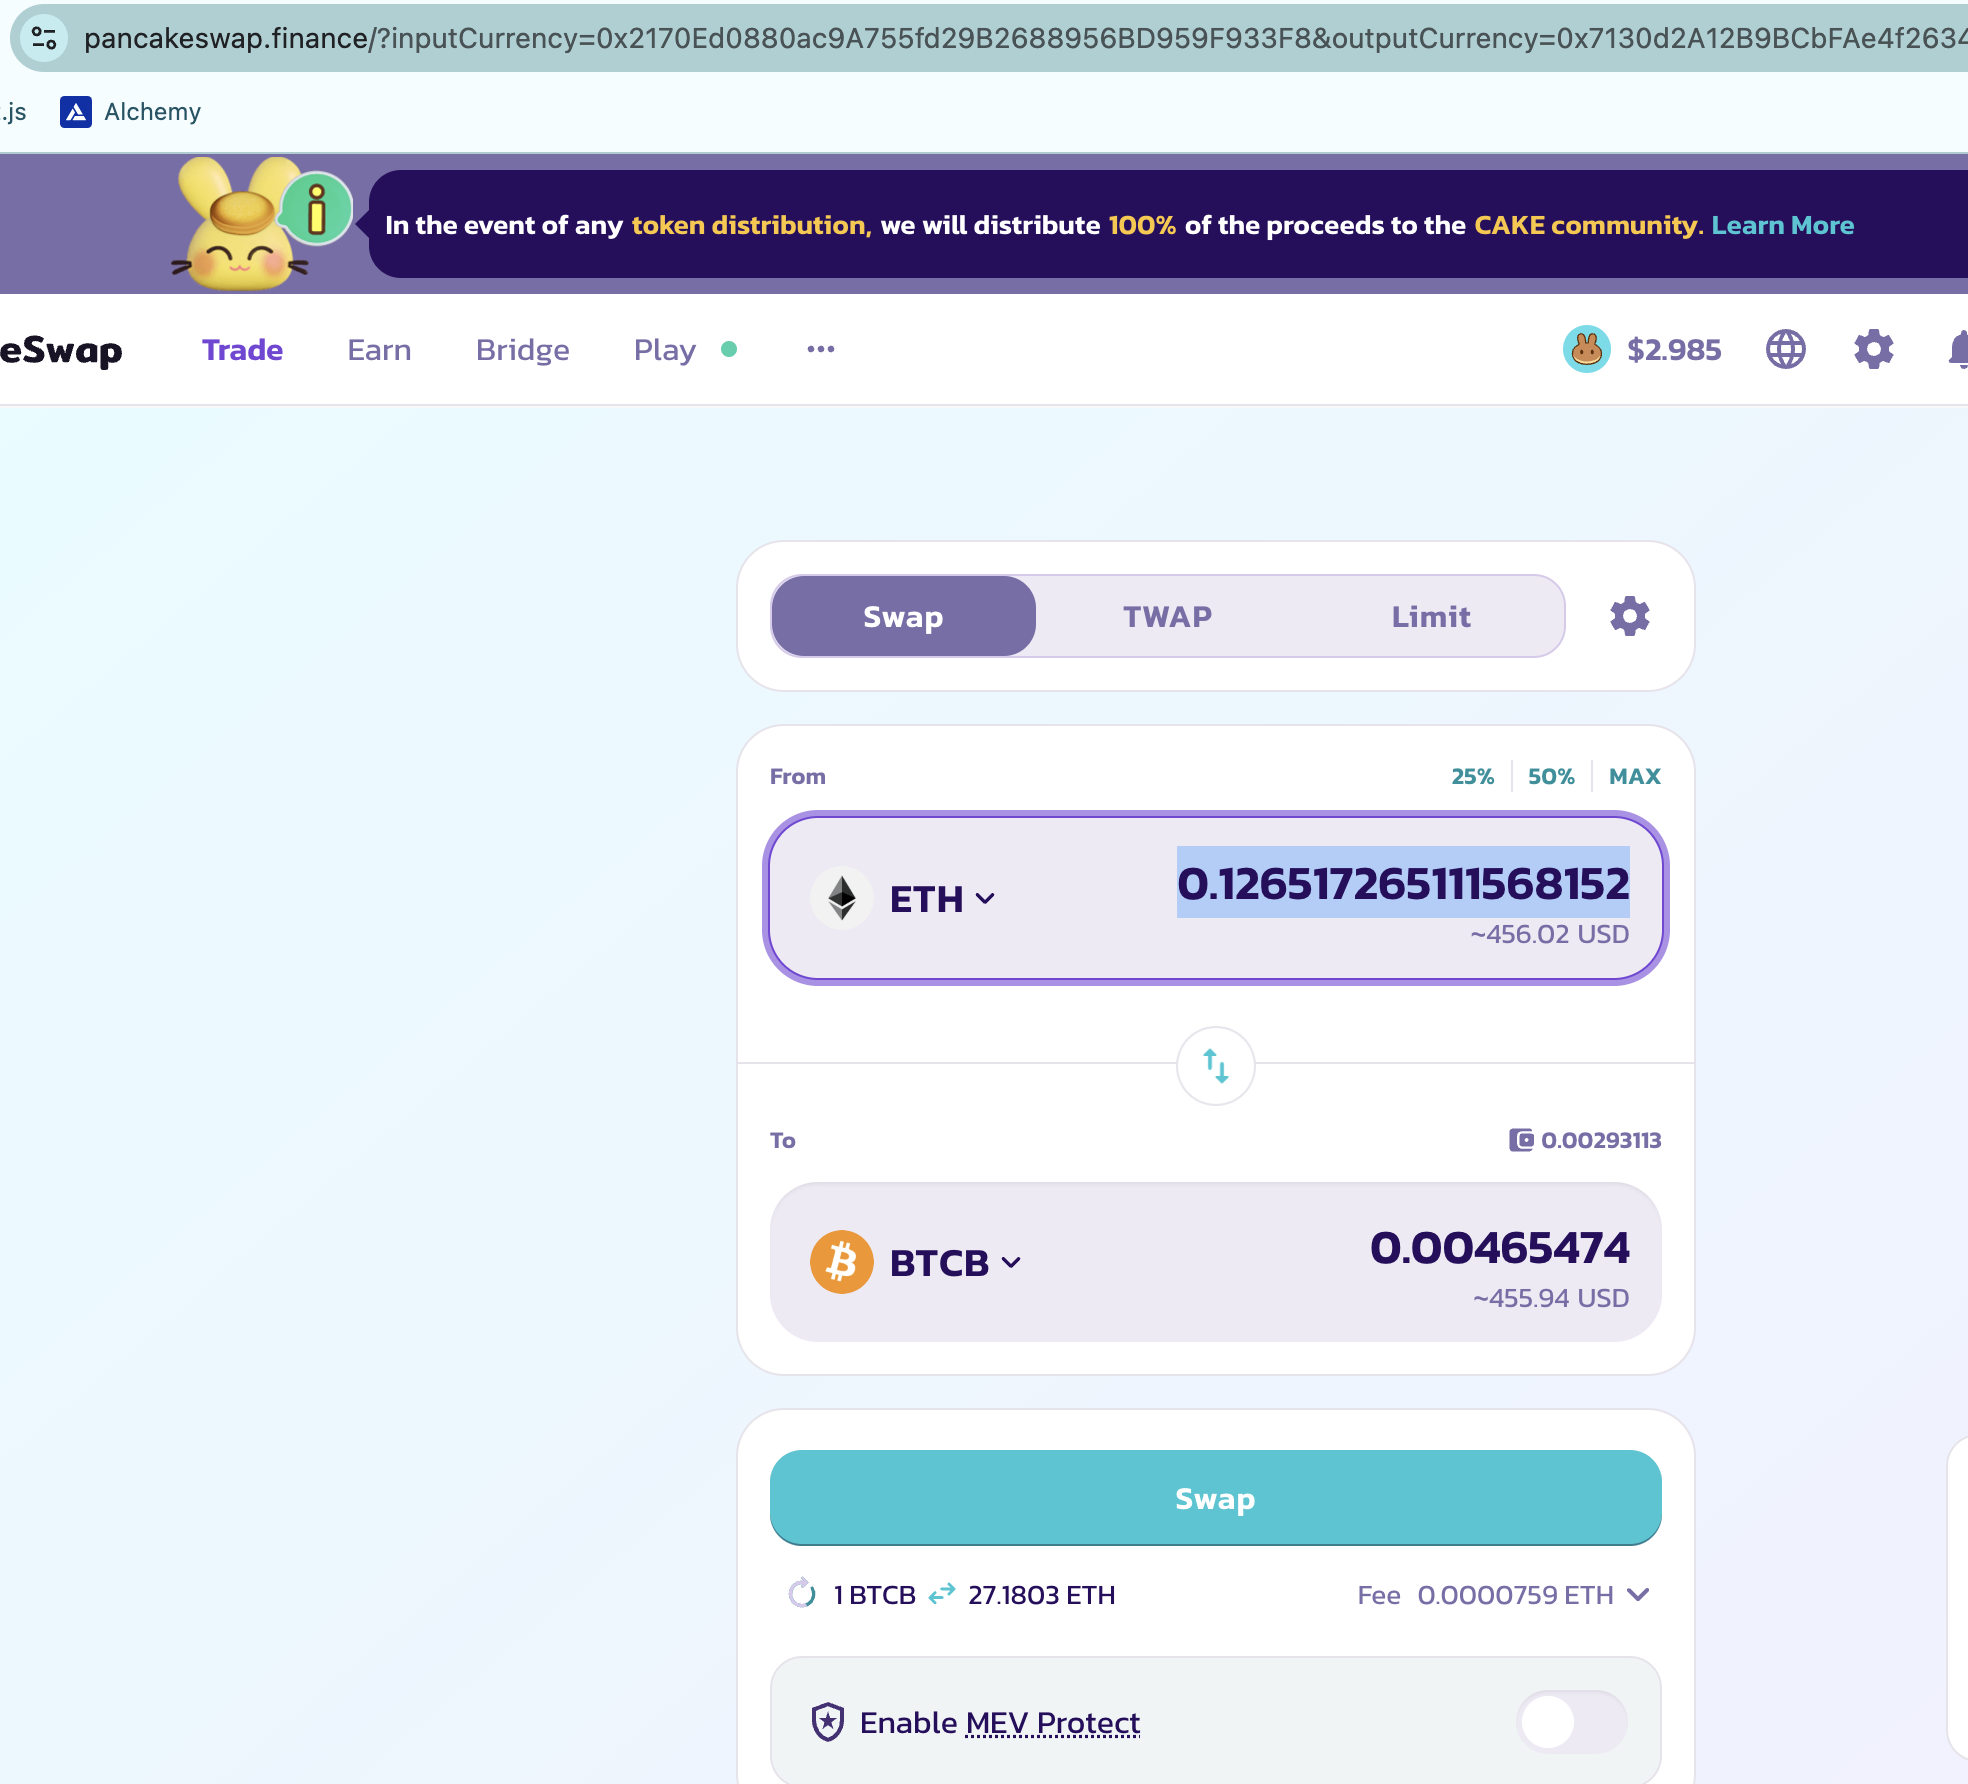 pancakeswap.finance/?inputCurrency=0x2170Ed0880ac9A755fd29B2688956BD959F933F8&outputCurrency=0x7130d2A12B9BCbFAe4f2634
.js Alchemy
In the event of any token distribution, we will distribute 100% of the proceeds to the CAKE community. Learn More
eSwap Trade Earn Bridge Play ••• $2.985
Swap TWAP Limit
From 25% 50% MAX
ETH 0.126517265111568152
~456.02 USD
To 0.00293113
BTCB 0.00465474
~455.94 USD
Swap
1 BTCB 27.1803 ETH Fee 0.0000759 ETH
Enable MEV Protect